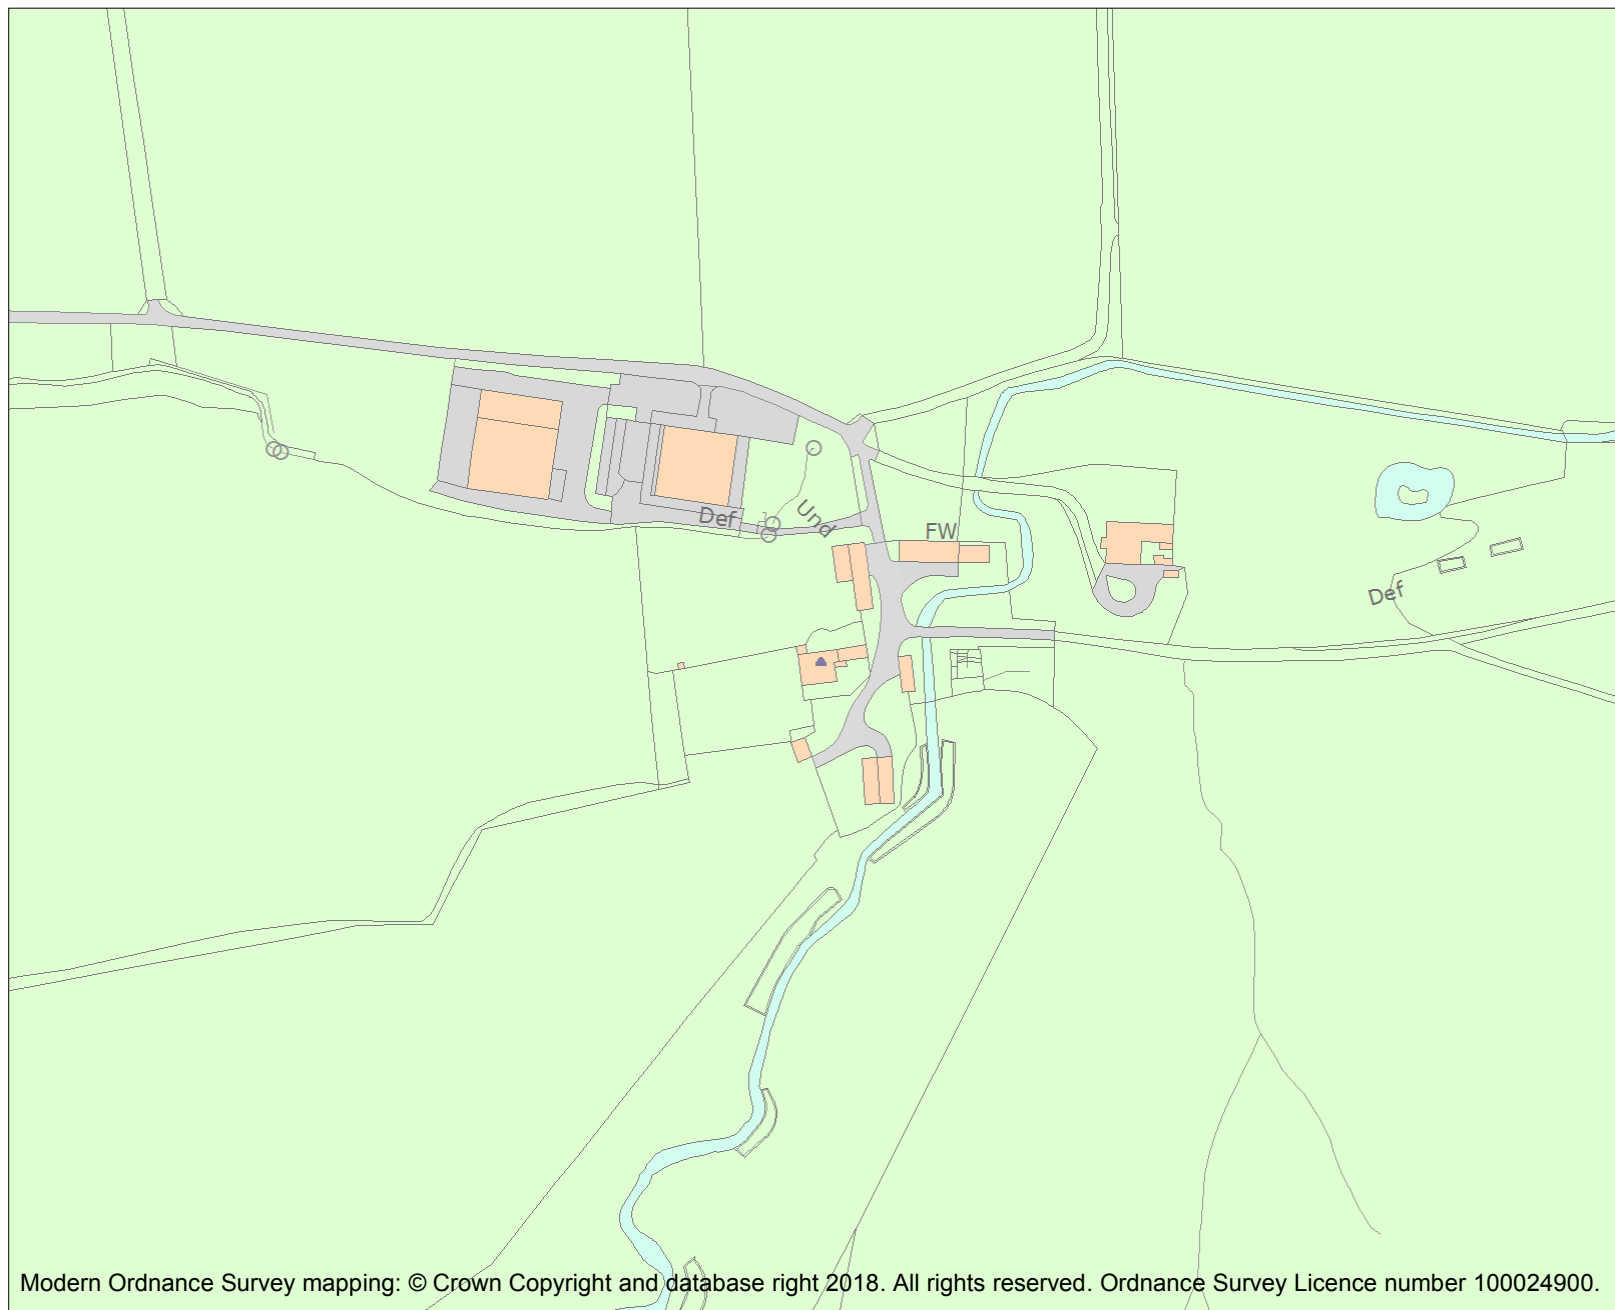 Def
Und
FW
Def
Modern Ordnance Survey mapping: © Crown Copyright and database right 2018. All rights reserved. Ordnance Survey Licence number 100024900.